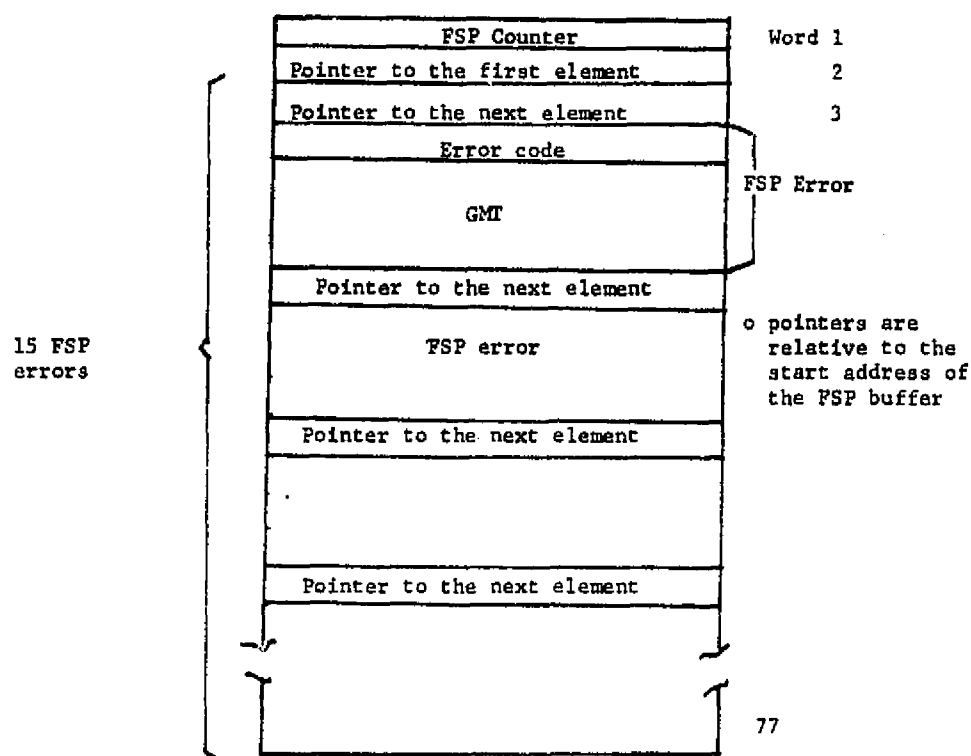 FSP Counter
Word 1
Pointer to the first element
2
Pointer to the next element
3
Error code
FSP Error
GMT
Pointer to the next element
15 FSP
errors
FSP error
o pointers are
relative to the
start address of
the FSP buffer
Pointer to the next element
Pointer to the next element
77